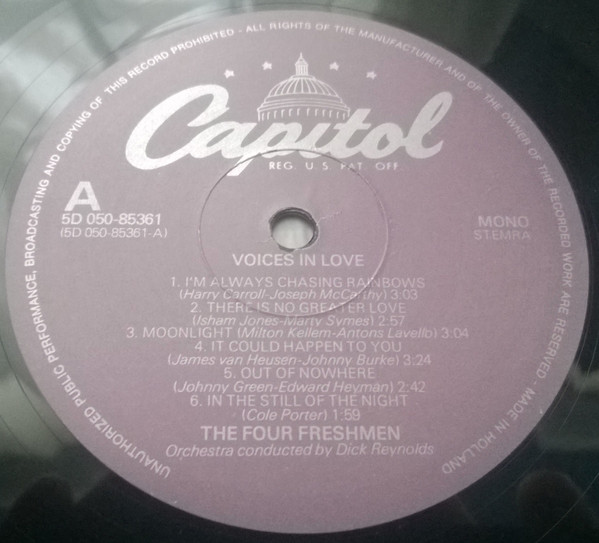 UNAUTHORIZED PUBLIC PERFORMANCE, BROADCASTING AND COPYING OF THIS RECORD PROHIBITED - ALL RIGHTS OF THE MANUFACTURER AND OF THE OWNER OF THE RECORDED WORK ARE RESERVED - MADE IN HOLLAND
Capitol
REG. U.S. PAT. OFF.
A
5D 050-85361
(5D 050-85361-A)
MONO
STEMRA
VOICES IN LOVE
1. I'M ALWAYS CHASING RAINBOWS
(Harry Carroll-Joseph McCarthy) 3:03
2. THERE IS NO GREATER LOVE
(Isham Jones-Marty Symes) 2:57
3. MOONLIGHT (Milton Kellem-Antons Lavello) 3:04
4. IT COULD HAPPEN TO YOU
(James van Heusen-Johnny Burke) 3:24
5. OUT OF NOWHERE
(Johnny Green-Edward Heyman) 2:42
6. IN THE STILL OF THE NIGHT
(Cole Porter) 1:59
THE FOUR FRESHMEN
Orchestra conducted by Dick Reynolds